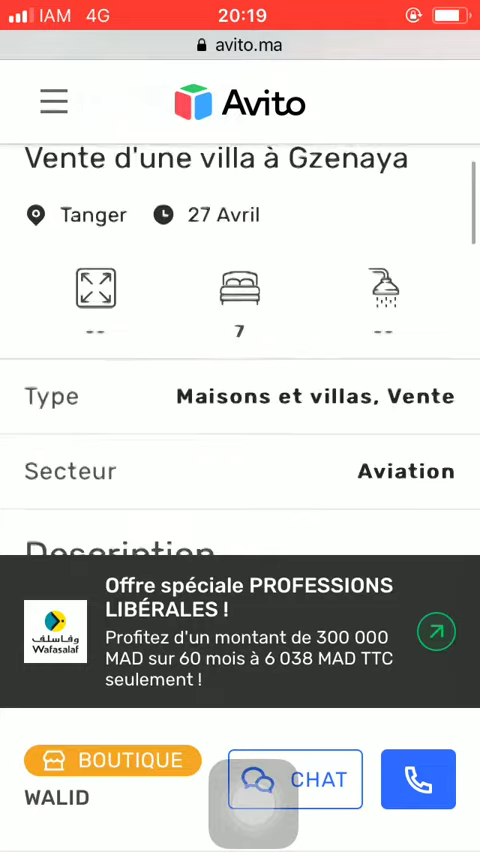 IAM 4G 20:19
avito.ma
Avito
Vente d'une villa à Gzenaya
Tanger 27 Avril
-- 7 --
Type Maisons et villas, Vente
Secteur Aviation
Description
Offre spéciale PROFESSIONS
LIBÉRALES !
وفاسلف
Wafasalaf
Profitez d'un montant de 300 000
MAD sur 60 mois à 6 038 MAD TTC
seulement !
BOUTIQUE
WALID
CHAT